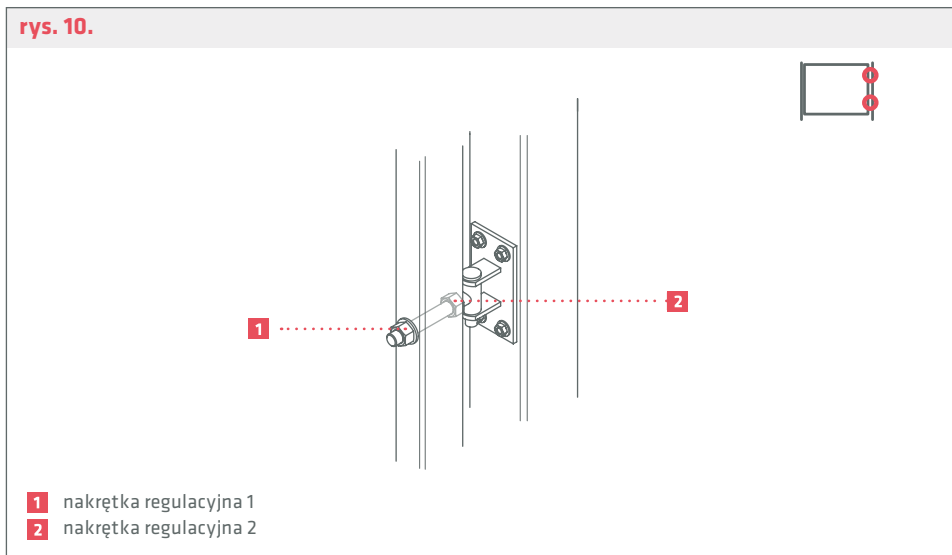 rys. 10.
1
2
1 nakrętka regulacyjna 1
2 nakrętka regulacyjna 2